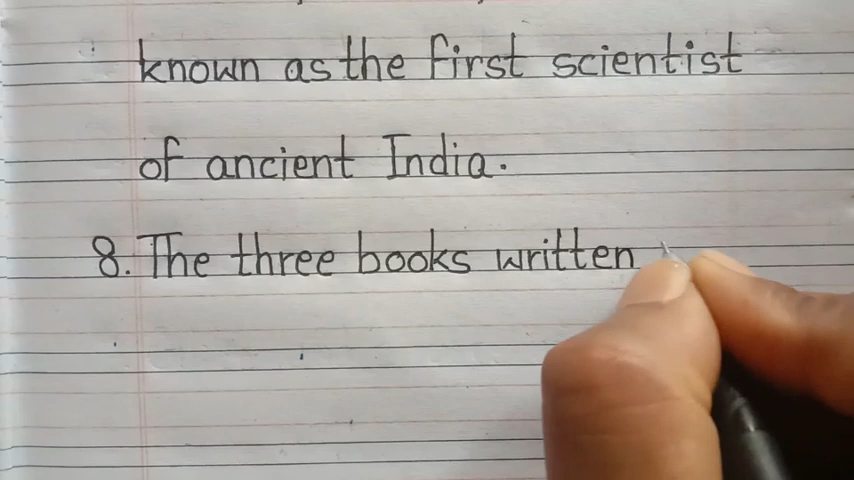 known as the first scientist
of ancient India.
8. The three books written